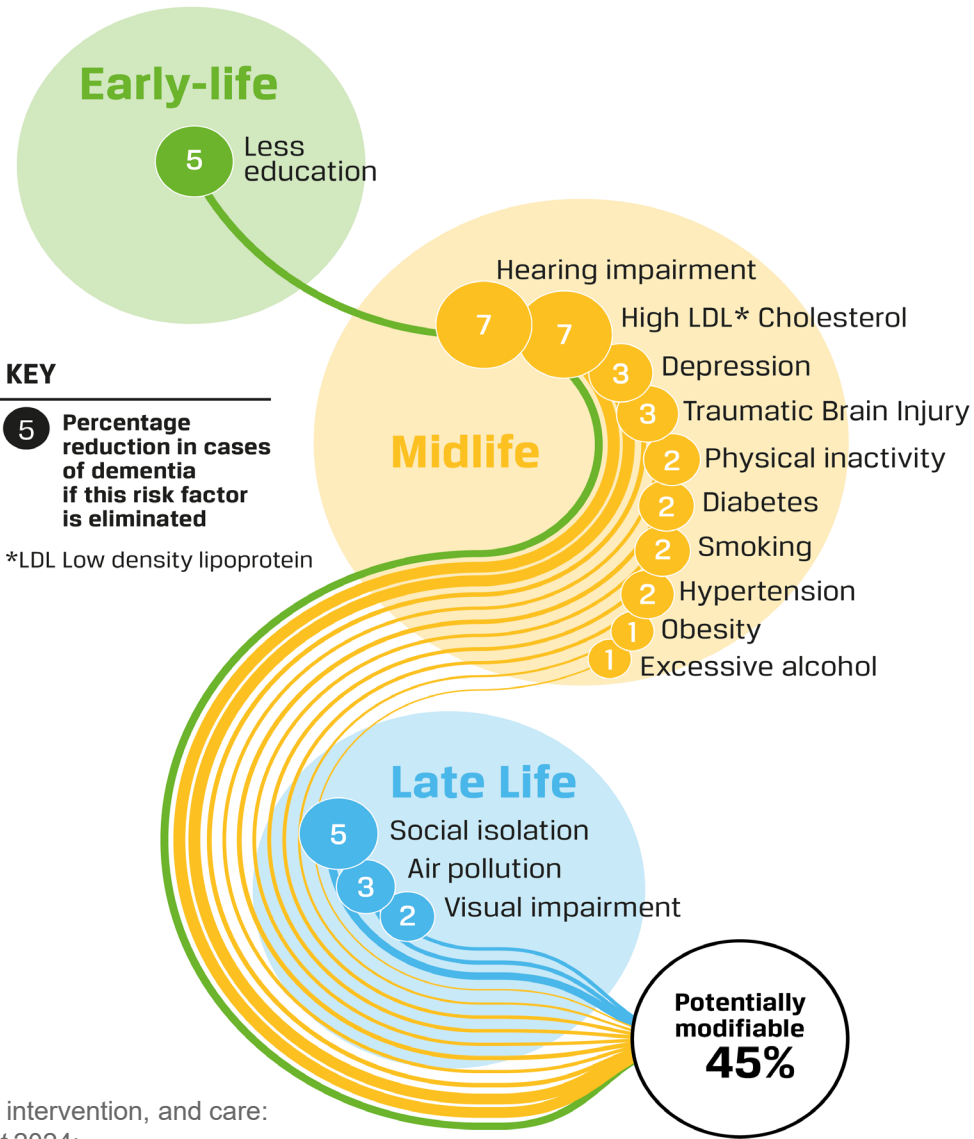 Early-life
5
Less
education
Hearing impairment
7
7
High LDL* Cholesterol
3
Depression
3
Traumatic Brain Injury
KEY
5
Percentage
reduction in cases
of dementia
if this risk factor
is eliminated
*LDL Low density lipoprotein
Midlife
2
Physical inactivity
2
Diabetes
2
Smoking
2
Hypertension
1
Obesity
1
Excessive alcohol
Late Life
5
Social isolation
3
Air pollution
2
Visual impairment
Potentially
modifiable
45%
intervention, and care:
2024;